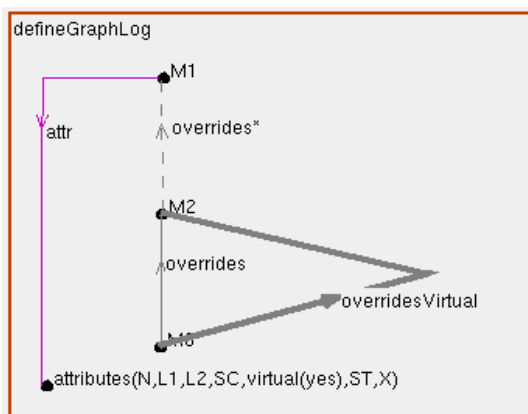 defineGraphLog
M1
attr
overrides*
M2
overrides
overridesVirtual
attributes(N,L1,L2,SC,virtual(yes),ST,X)